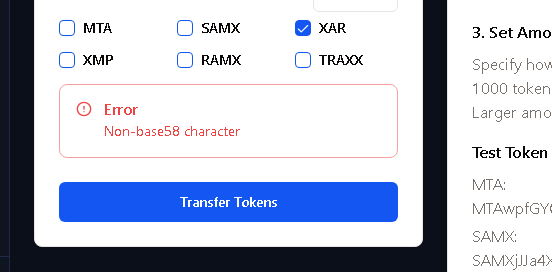 MTA
SAMX
XAR
XMP
RAMX
TRAXX
Error
Non-base58 character
Transfer Tokens
3. Set Amo
Specify how
1000 token
Larger amo
Test Token
MTA:
MTAwpfGY
SAMX:
SAMXjJJa4X